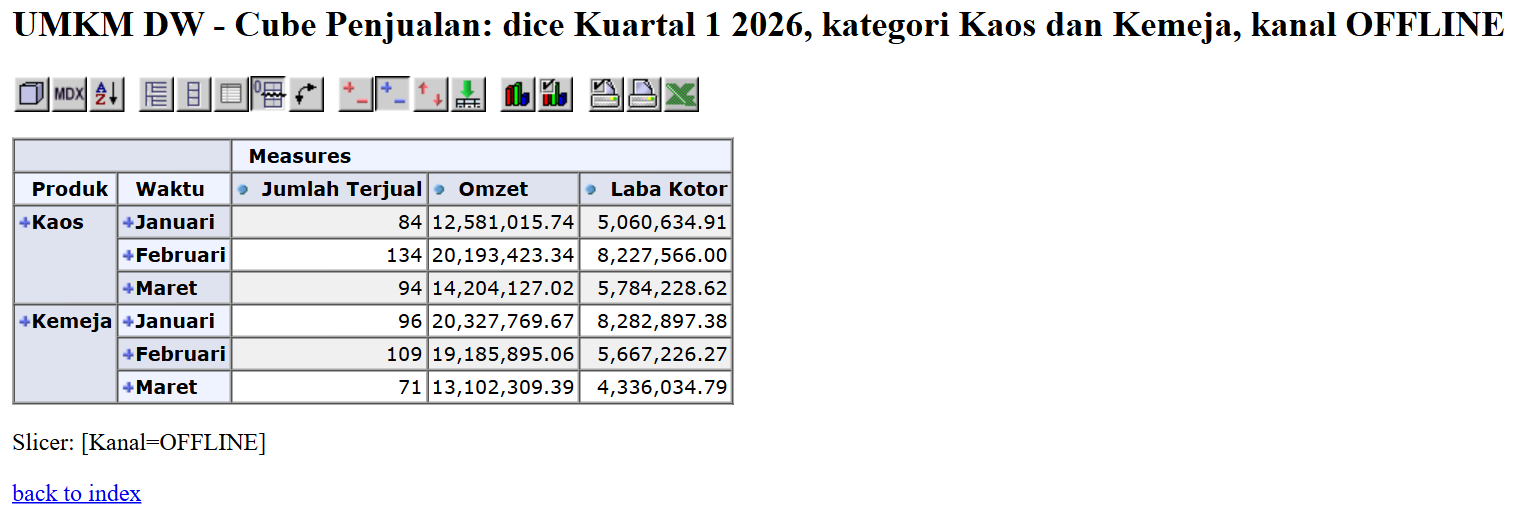 UMKM DW - Cube Penjualan: dice Kuartal 1 2026, kategori Kaos dan Kemeja, kanal OFFLINE
MDX A Z 0
Measures
Produk Waktu Jumlah Terjual Omzet Laba Kotor
Kaos Januari 84 12,581,015.74 5,060,634.91
Februari 134 20,193,423.34 8,227,566.00
Maret 94 14,204,127.02 5,784,228.62
Kemeja Januari 96 20,327,769.67 8,282,897.38
Februari 109 19,185,895.06 5,667,226.27
Maret 71 13,102,309.39 4,336,034.79
Slicer: [Kanal=OFFLINE]
back to index